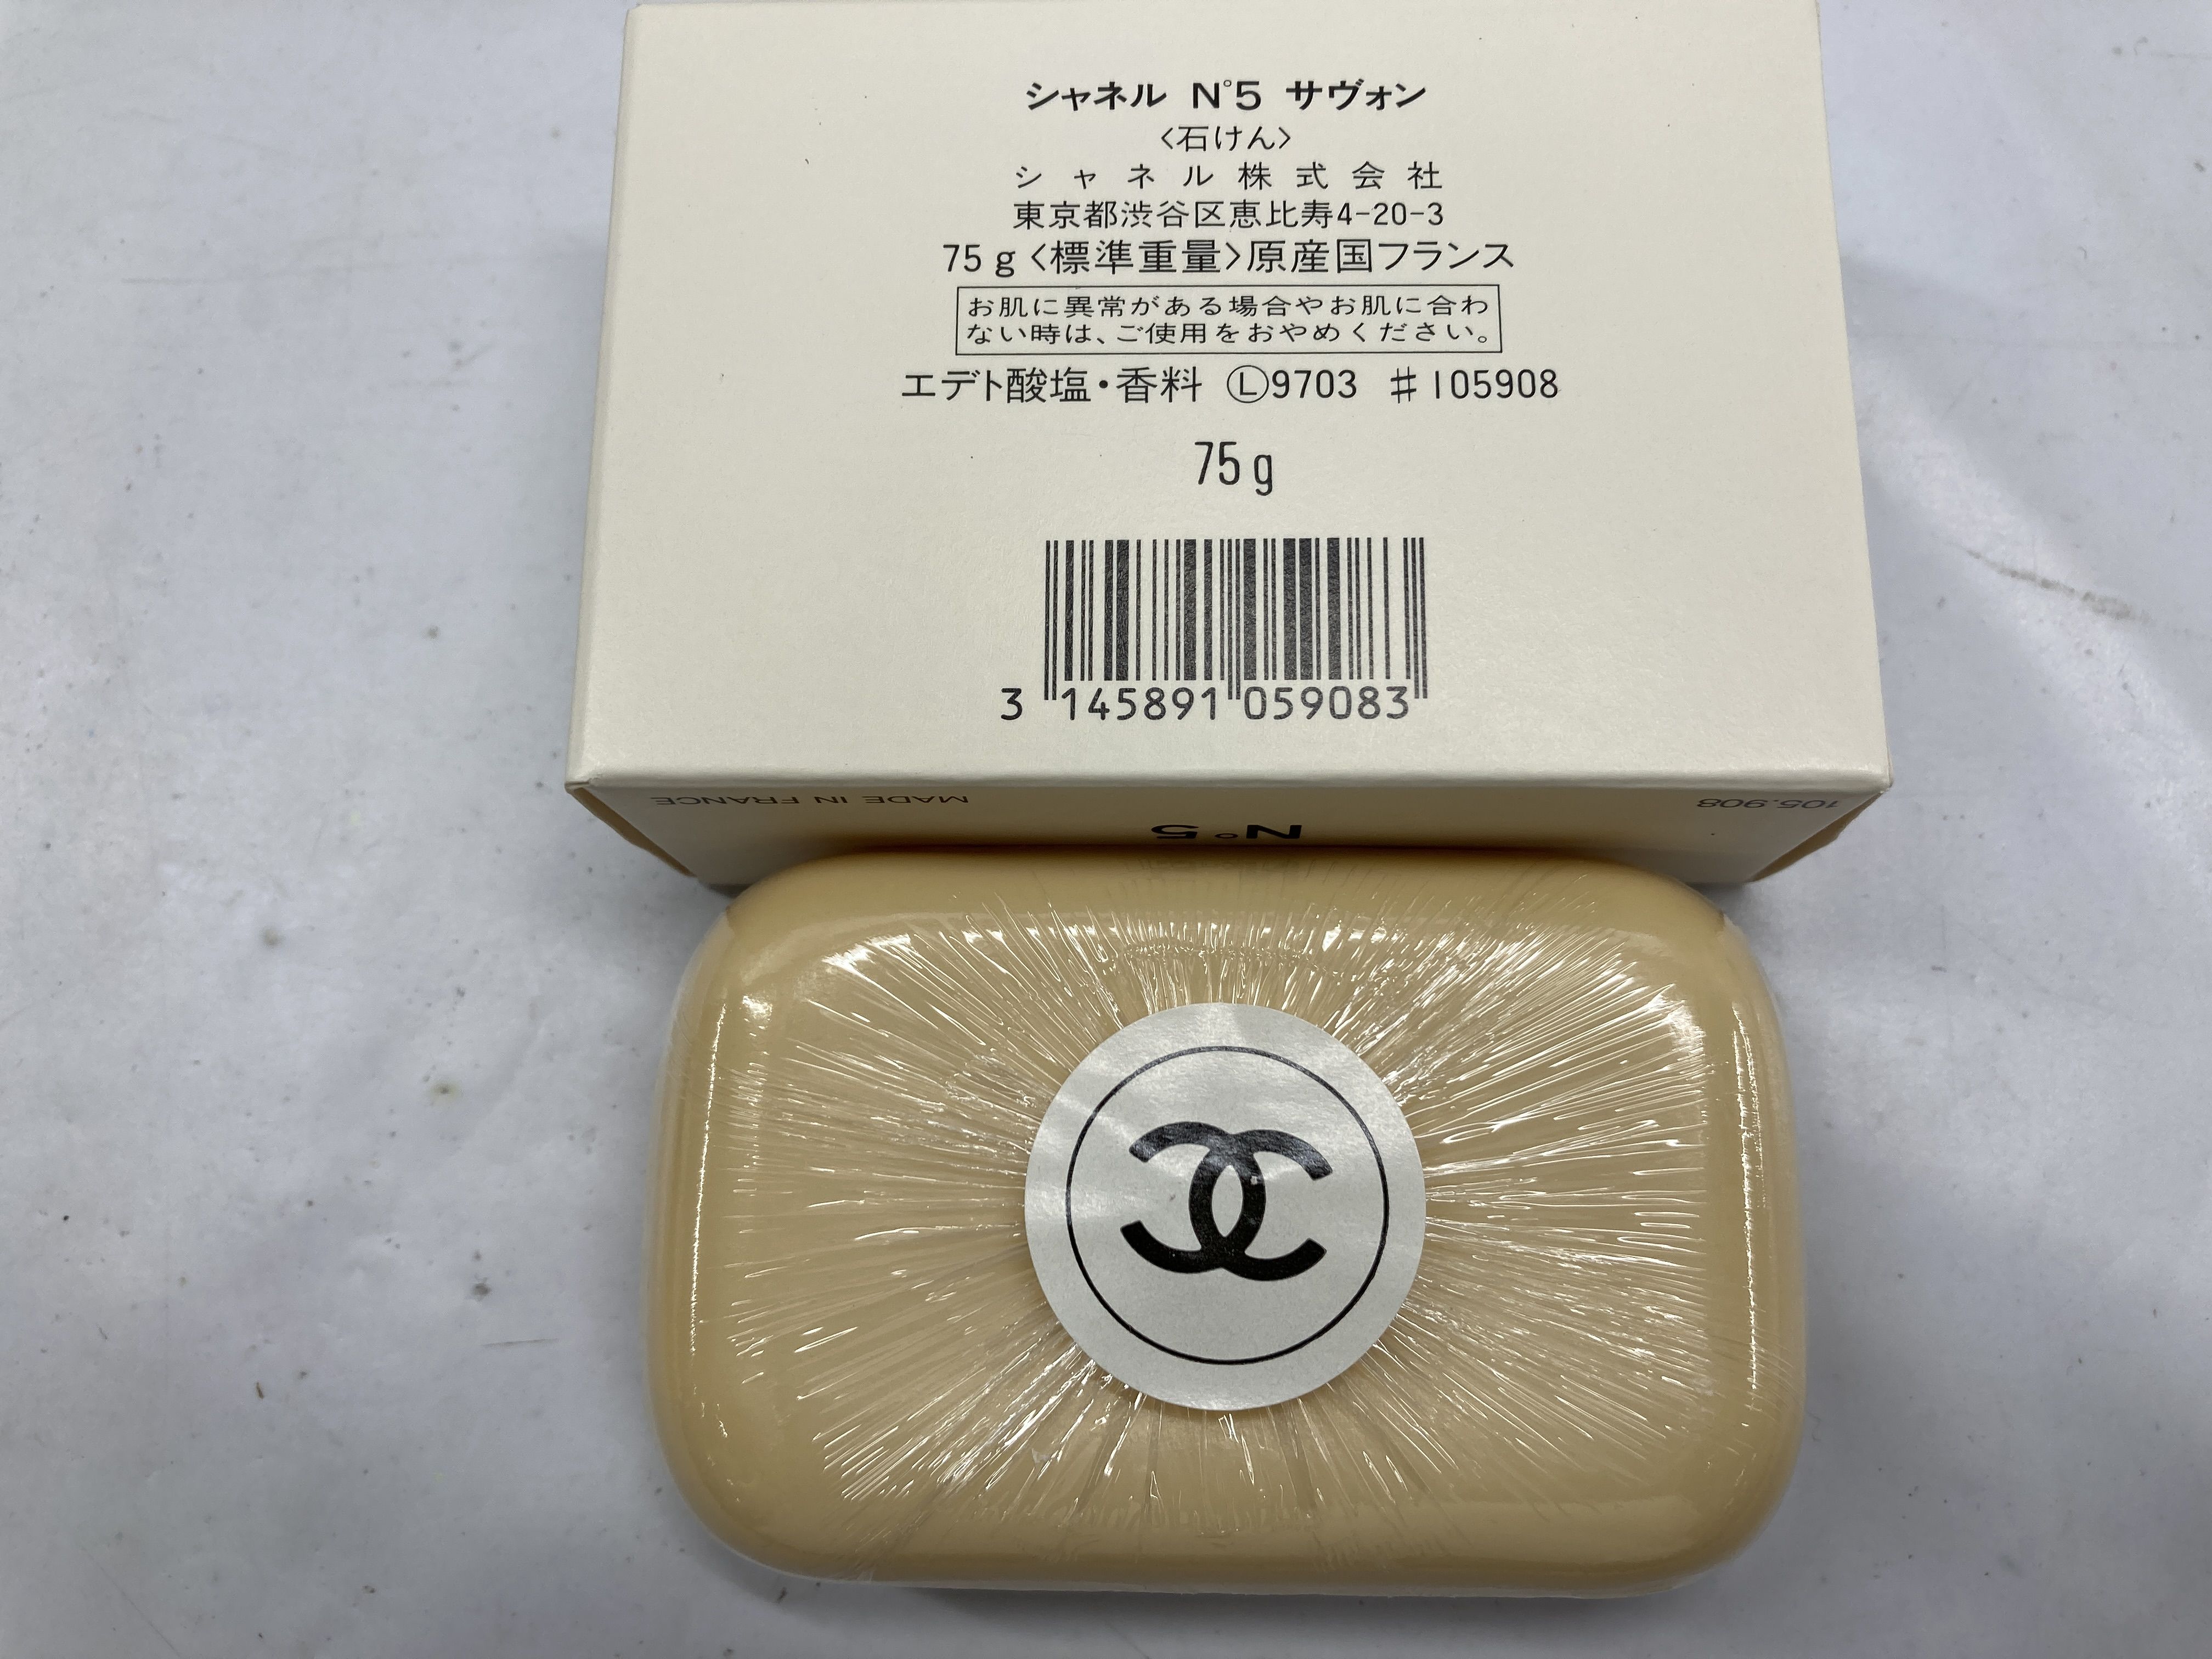 シャネル N°5 サヴォン
〈石けん〉
シャネル株式会社
東京都渋谷区恵比寿4-20-3
75g〈標準重量〉原産国フランス
お肌に異常がある場合やお肌に合わ
ない時は、ご使用をおやめください。
エデト酸塩・香料 Ⓛ9703 #105908
75g
3 145891 059083
105.908 MADE IN FRANCE
N°5